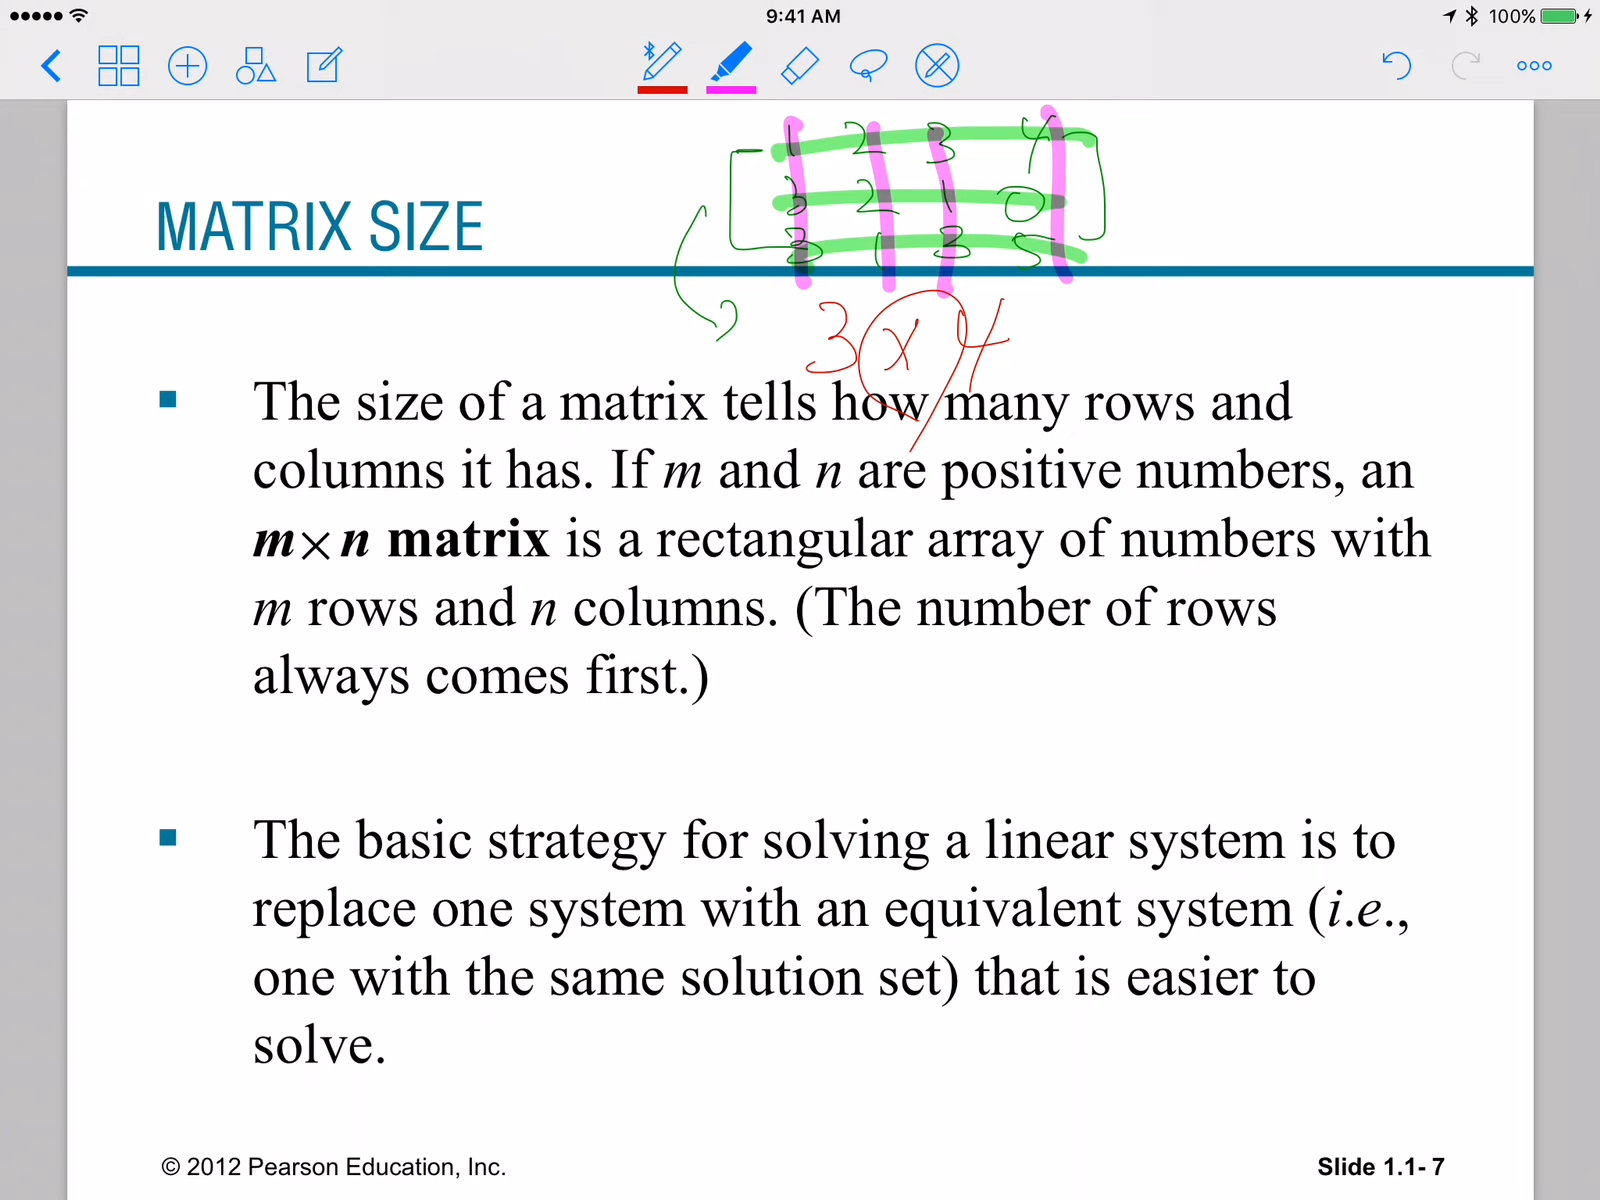 9:41 AM
100%
1 2 3 4
3 2 1 0
1 3 5
MATRIX SIZE
3 x 4
The size of a matrix tells how many rows and
columns it has. If m and n are positive numbers, an
m×n matrix is a rectangular array of numbers with
m rows and n columns. (The number of rows
always comes first.)
The basic strategy for solving a linear system is to
replace one system with an equivalent system (i.e.,
one with the same solution set) that is easier to
solve.
© 2012 Pearson Education, Inc.
Slide 1.1- 7